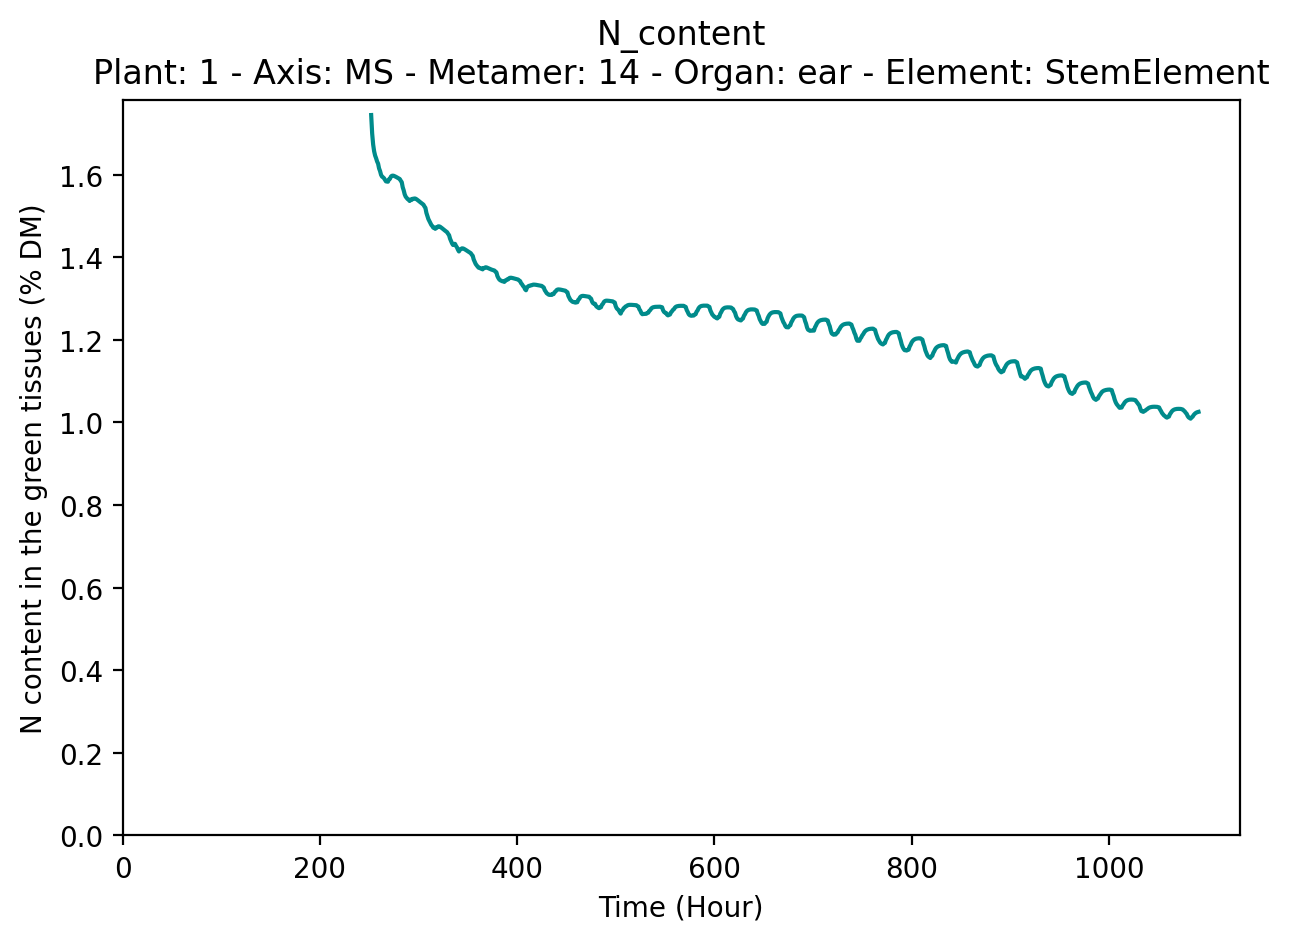 N_content
Plant: 1 - Axis: MS - Metamer: 14 - Organ: ear - Element: StemElement
N content in the green tissues (% DM)
1.6
1.4
1.2
1.0
0.8
0.6
0.4
0.2
0.0
0 200 400 600 800 1000
Time (Hour)